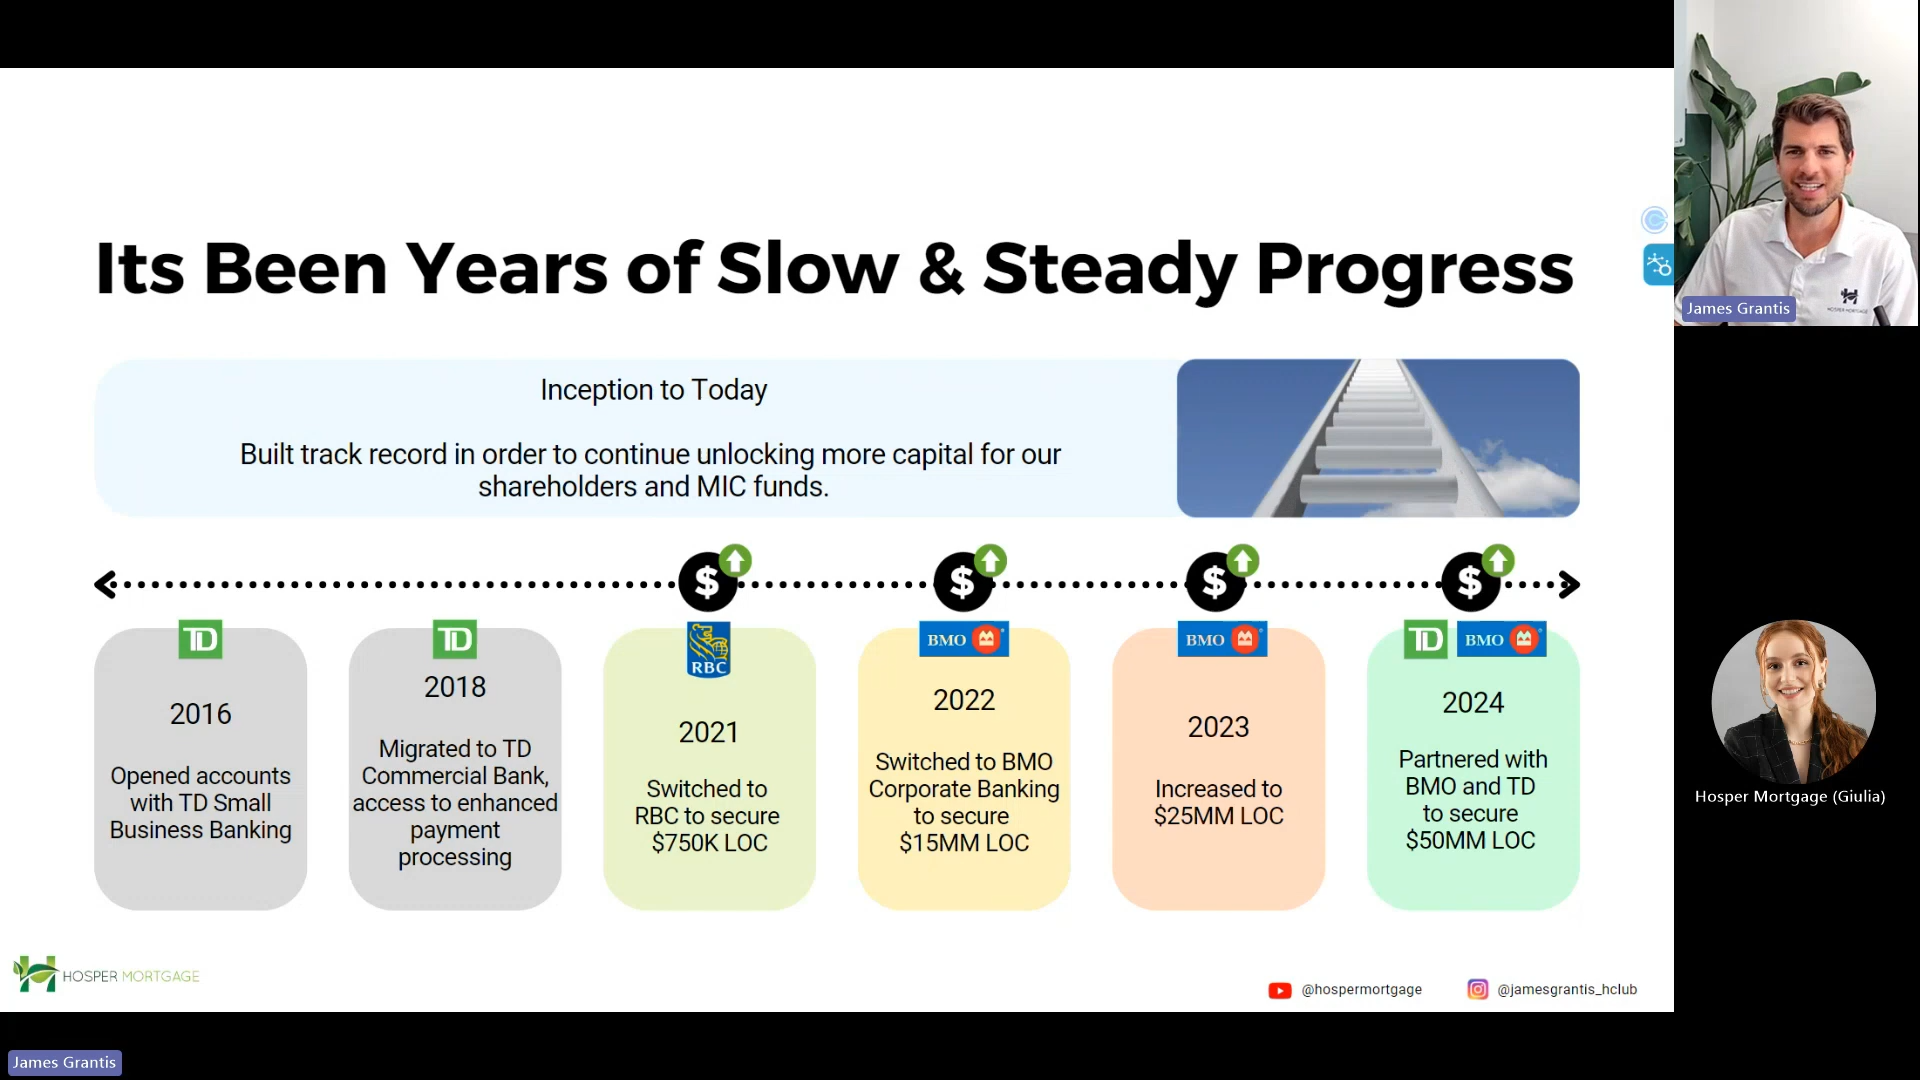 Its Been Years of Slow & Steady Progress
Inception to Today
Built track record in order to continue unlocking more capital for our
shareholders and MIC funds.
$
$
$
$
TD
2016
Opened accounts
with TD Small
Business Banking
TD
2018
Migrated to TD
Commercial Bank,
access to enhanced
payment
processing
RBC
2021
Switched to
RBC to secure
$750K LOC
BMO
2022
Switched to BMO
Corporate Banking
to secure
$15MM LOC
BMO
2023
Increased to
$25MM LOC
TD BMO
2024
Partnered with
BMO and TD
to secure
$50MM LOC
HOSPER MORTGAGE
@hospermortgage
@jamesgrantis_hclub
HOSPER MORTGAGE
James Grantis
Hosper Mortgage (Giulia)
James Grantis